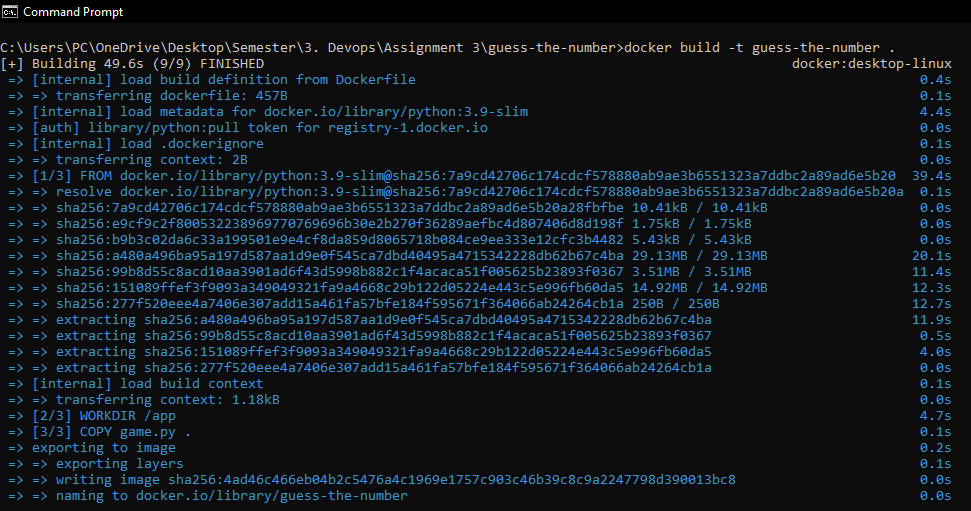 Command Prompt
C:\Users\PC\OneDrive\Desktop\Semester\3. Devops\Assignment 3\guess-the-number>docker build -t guess-the-number .
[+] Building 49.6s (9/9) FINISHED docker:desktop-linux
=> [internal] load build definition from Dockerfile 0.4s
=> => transferring dockerfile: 457B 0.1s
=> [internal] load metadata for docker.io/library/python:3.9-slim 4.4s
=> [auth] library/python:pull token for registry-1.docker.io 0.0s
=> [internal] load .dockerignore 0.1s
=> => transferring context: 2B 0.0s
=> [1/3] FROM docker.io/library/python:3.9-slim@sha256:7a9cd42706c174cdcf578880ab9ae3b6551323a7ddbc2a89ad6e5b20 39.4s
=> => resolve docker.io/library/python:3.9-slim@sha256:7a9cd42706c174cdcf578880ab9ae3b6551323a7ddbc2a89ad6e5b20a 0.1s
=> => sha256:7a9cd42706c174cdcf578880ab9ae3b6551323a7ddbc2a89ad6e5b20a28fbfbe 10.41kB / 10.41kB 0.0s
=> => sha256:e9cf9c2f800532238969770769696b30e2b270f36289aefbc4d807406d8d198f 1.75kB / 1.75kB 0.0s
=> => sha256:b9b3c02da6c33a199501e9e4cf8da859d8065718b084ce9ee333e12cfc3b4482 5.43kB / 5.43kB 0.0s
=> => sha256:a480a496ba95a197d587aa1d9e0f545ca7dbd40495a4715342228db62b67c4ba 29.13MB / 29.13MB 20.1s
=> => sha256:99b8d55c8acd10aa3901ad6f43d5998b882c1f4acaca51f005625b23893f0367 3.51MB / 3.51MB 11.4s
=> => sha256:151089ffef3f9093a349049321fa9a4668c29b122d05224e443c5e996fb60da5 14.92MB / 14.92MB 12.3s
=> => sha256:277f520eee4a7406e307add15a461fa57bfe184f595671f364066ab24264cb1a 250B / 250B 12.7s
=> => extracting sha256:a480a496ba95a197d587aa1d9e0f545ca7dbd40495a4715342228db62b67c4ba 11.9s
=> => extracting sha256:99b8d55c8acd10aa3901ad6f43d5998b882c1f4acaca51f005625b23893f0367 0.5s
=> => extracting sha256:151089ffef3f9093a349049321fa9a4668c29b122d05224e443c5e996fb60da5 4.0s
=> => extracting sha256:277f520eee4a7406e307add15a461fa57bfe184f595671f364066ab24264cb1a 0.0s
=> [internal] load build context 0.1s
=> => transferring context: 1.18kB 0.0s
=> [2/3] WORKDIR /app 4.7s
=> [3/3] COPY game.py . 0.1s
=> exporting to image 0.2s
=> => exporting layers 0.1s
=> => writing image sha256:4ad46c466eb04b2c5476a4c1969e1757c903c46b39c8c9a2247798d390013bc8 0.0s
=> => naming to docker.io/library/guess-the-number 0.0s